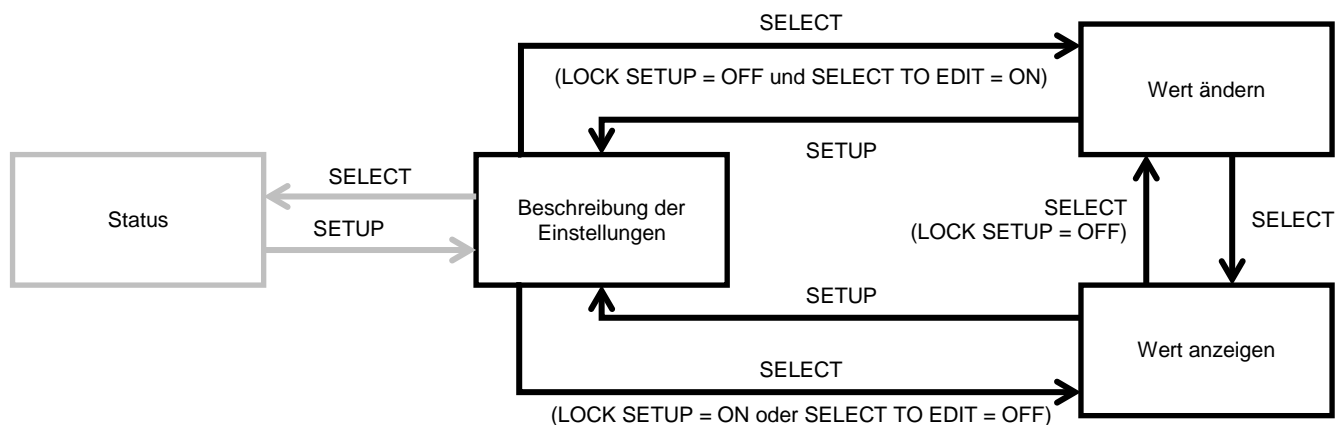 SELECT
(LOCK SETUP = OFF und SELECT TO EDIT = ON)
Wert ändern
SETUP
SELECT
Status
SETUP
Beschreibung der
Einstellungen
SELECT
(LOCK SETUP = OFF)
SELECT
SETUP
Wert anzeigen
SELECT
(LOCK SETUP = ON oder SELECT TO EDIT = OFF)